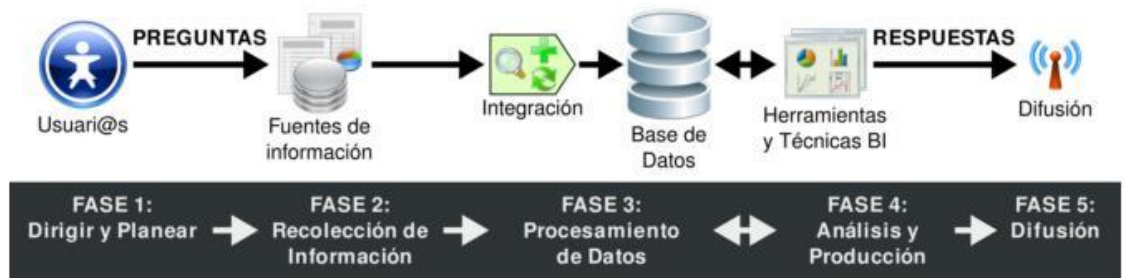 PREGUNTAS
RESPUESTAS
Usuari@s
Fuentes de
información
Integración
Base de
Datos
Herramientas
y Técnicas BI
Difusión
FASE 1:
Dirigir y Planear
FASE 2:
Recolección de
Información
FASE 3:
Procesamiento
de Datos
FASE 4:
Análisis y
Producción
FASE 5:
Difusión